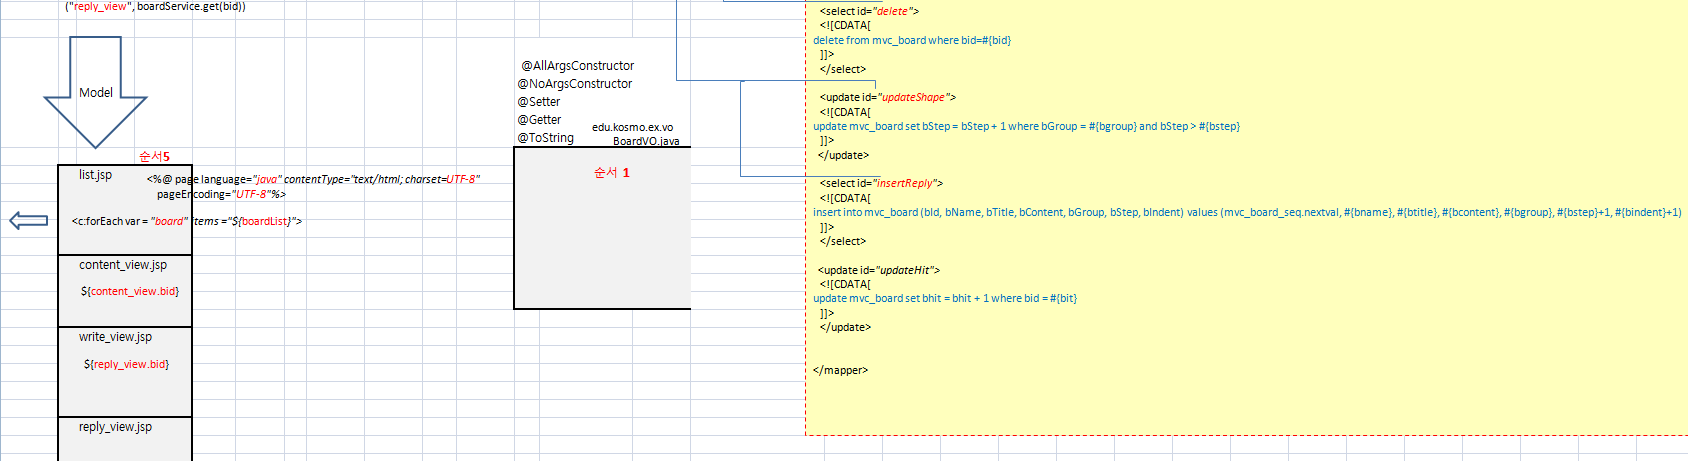 ("reply_view", boardService.get(bid))
Model
순서5
list.jsp
<%@ page language="java" contentType="text/html; charset=UTF-8"
pageEncoding="UTF-8"%>
<c:forEach var = "board" items ="${boardList}">
content_view.jsp
${content_view.bid}
write_view.jsp
${reply_view.bid}
reply_view.jsp
@AllArgsConstructor
@NoArgsConstructor
@Setter
@Getter
@ToString
edu.kosmo.ex.vo
BoardVO.java
순서 1
<select id="delete">
<![CDATA[
delete from mvc_board where bid=#{bid}
]]>
</select>
<update id="updateShape">
<![CDATA[
update mvc_board set bStep = bStep + 1 where bGroup = #{bgroup} and bStep > #{bstep}
]]>
</update>
<select id="insertReply">
<![CDATA[
insert into mvc_board (bId, bName, bTitle, bContent, bGroup, bStep, bIndent) values (mvc_board_seq.nextval, #{bname}, #{btitle}, #{bcontent}, #{bgroup}, #{bstep}+1, #{bindent}+1)
]]>
</select>
<update id="updateHit">
<![CDATA[
update mvc_board set bhit = bhit + 1 where bid = #{bit}
]]>
</update>
</mapper>